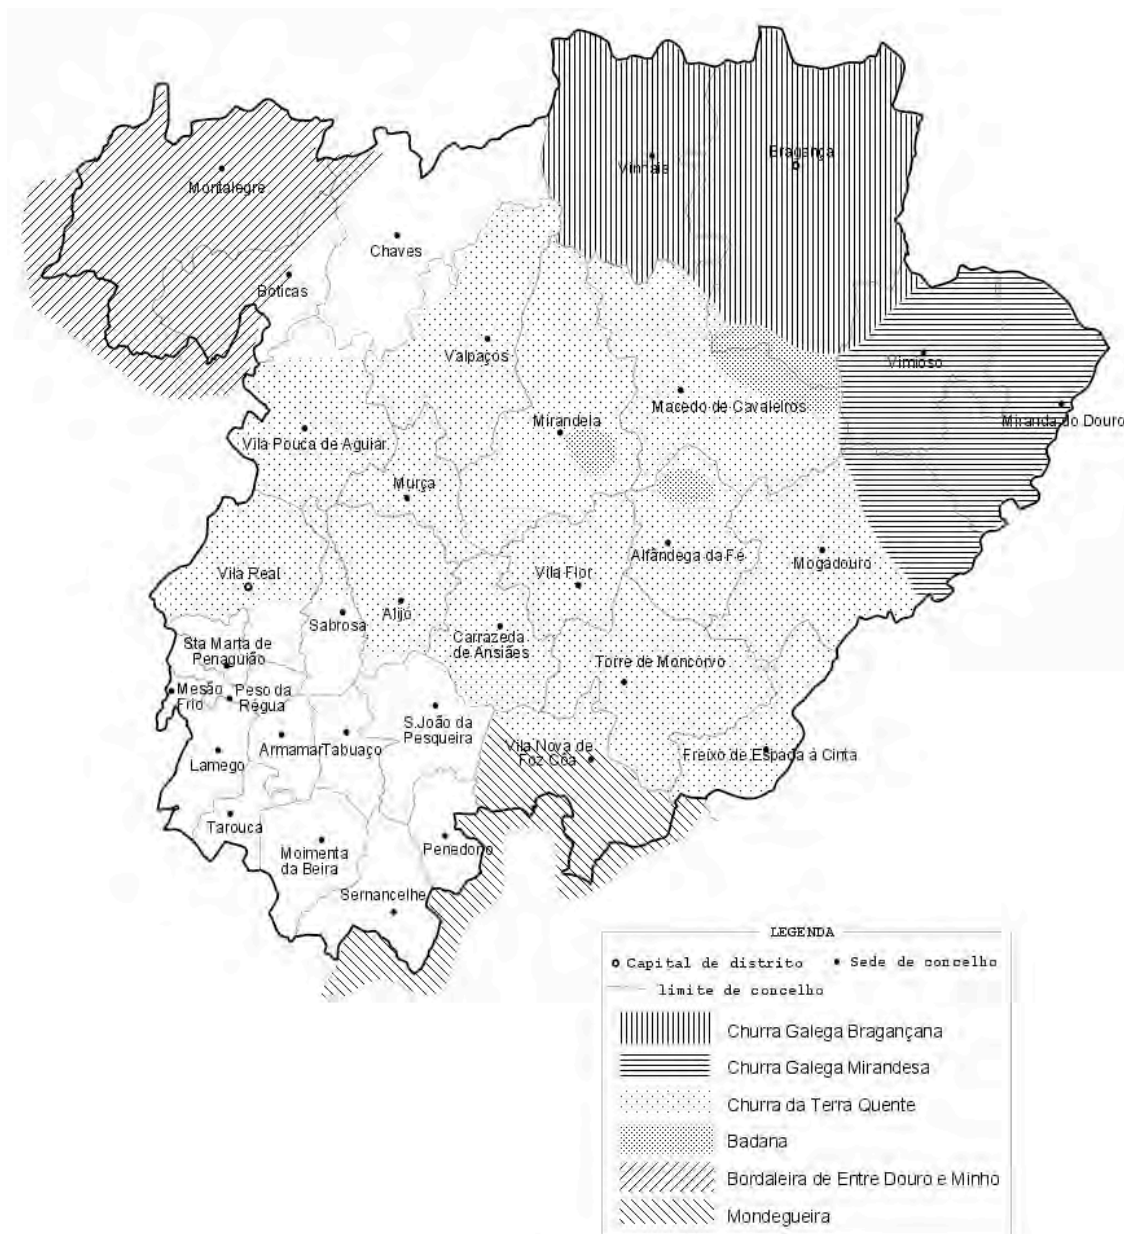 Bragança
Vinhais
Montalegre
Chaves
Boticas
Valpaços
Vimioso
Macedo de Cavaleiros
Mirandela
Miranda do Douro
Vila Pouca de Aguiar
Murça
Alfândega da Fé
Mogadouro
Vila Flor
Vila Real
Alijó
Sabrosa
Carrazeda
de Ansiães
Sta Marta de
Penaguião
Torre de Moncorvo
Mesão
Frio
Peso da
Régua
S.João da
Pesqueira
Armamar
Tabuaço
Vila Nova de
Foz Côa
Freixo de Espada à Cinta
Lamego
Tarouca
Moimenta
da Beira
Penedono
Sernancelhe
LEGENDA
Capital de distrito
Sede de concelho
limite de concelho
Churra Galega Bragançana
Churra Galega Mirandesa
Churra da Terra Quente
Badana
Bordaleira de Entre Douro e Minho
Mondegueira